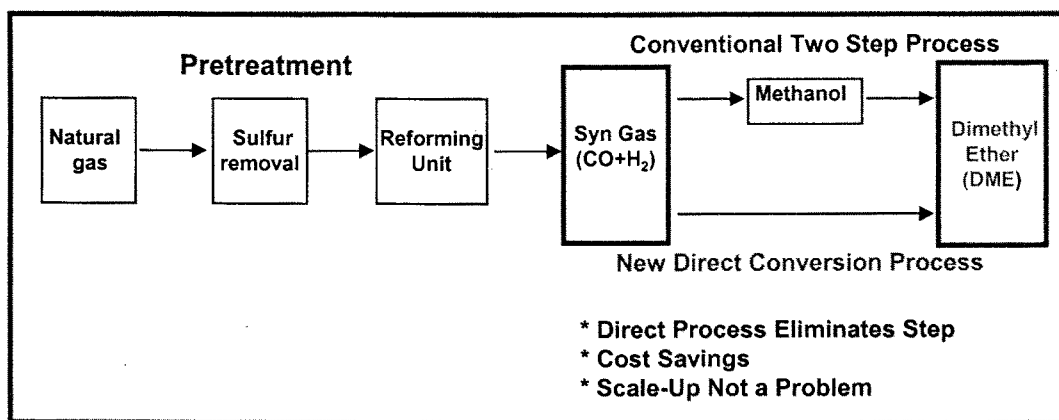 Conventional Two Step Process
Pretreatment
Natural
gas
Sulfur
removal
Reforming
Unit
Syn Gas
(CO+H₂)
Methanol
Dimethyl
Ether
(DME)
New Direct Conversion Process
* Direct Process Eliminates Step
* Cost Savings
* Scale-Up Not a Problem